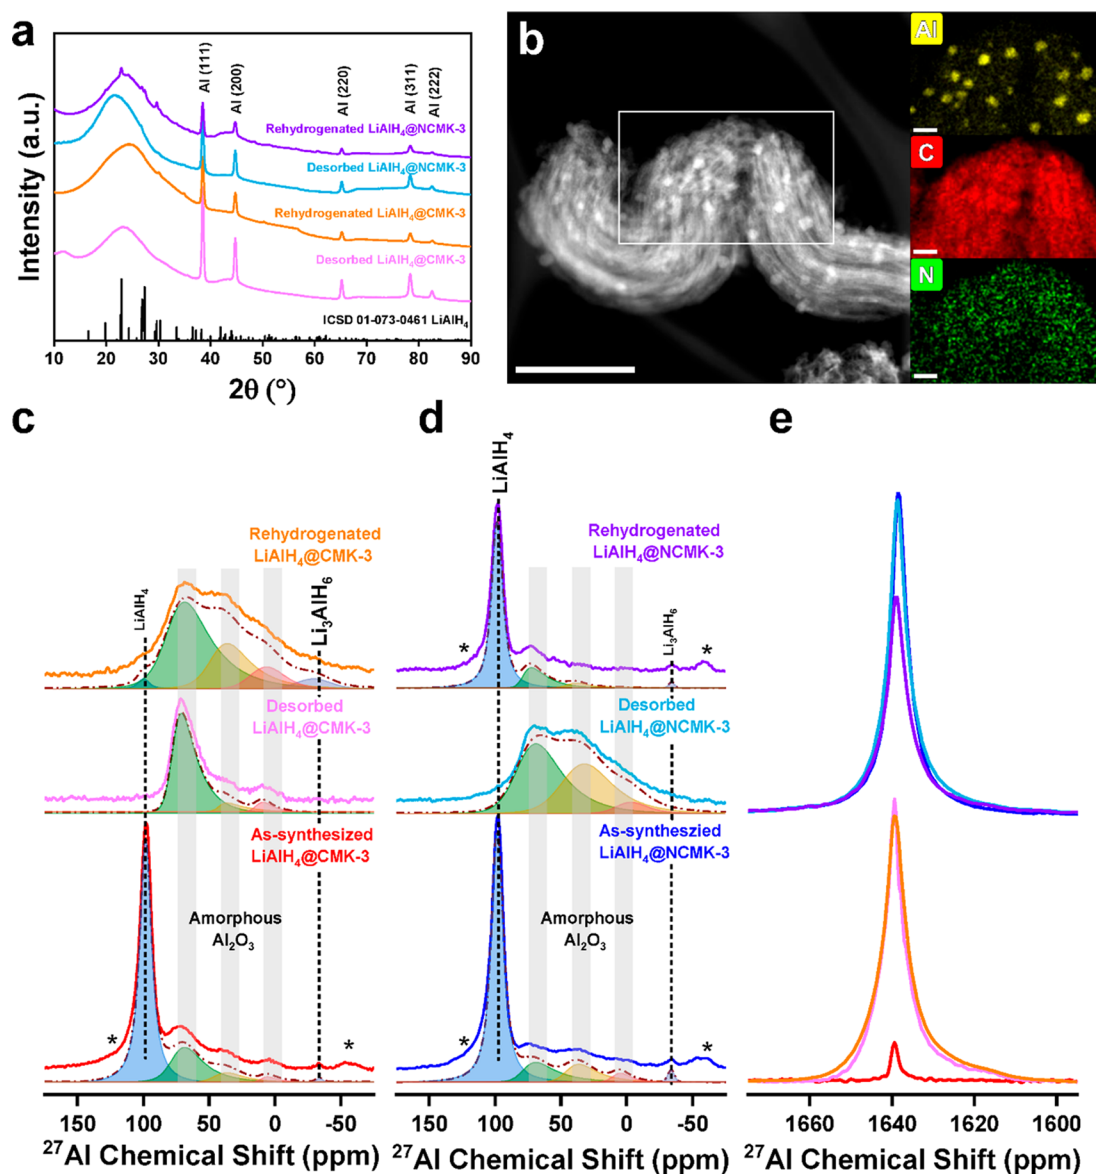 a
Intensity (a.u.)
Al (111)
Al (200)
Al (220)
Al (311)
Al (222)
Rehydrogenated LiAlH₄@NCMK-3
Desorbed LiAlH₄@NCMK-3
Rehydrogenated LiAlH₄@CMK-3
Desorbed LiAlH₄@CMK-3
ICSD 01-073-0461 LiAlH₄
10 20 30 40 50 60 70 80 90
2θ (°)
b
Al
C
N
c
Rehydrogenated
LiAlH₄@CMK-3
LiAlH₄
Li₃AlH₆
Desorbed
LiAlH₄@CMK-3
As-synthesized
LiAlH₄@CMK-3
Amorphous
Al₂O₃
* *
150 100 50 0 -50
²⁷Al Chemical Shift (ppm)
d
LiAlH₄
Rehydrogenated
LiAlH₄@NCMK-3
* *
Li₃AlH₆
Desorbed
LiAlH₄@NCMK-3
As-syntheszied
LiAlH₄@NCMK-3
Amorphous
Al₂O₃
* *
150 100 50 0 -50
²⁷Al Chemical Shift (ppm)
e
1660 1640 1620 1600
²⁷Al Chemical Shift (ppm)